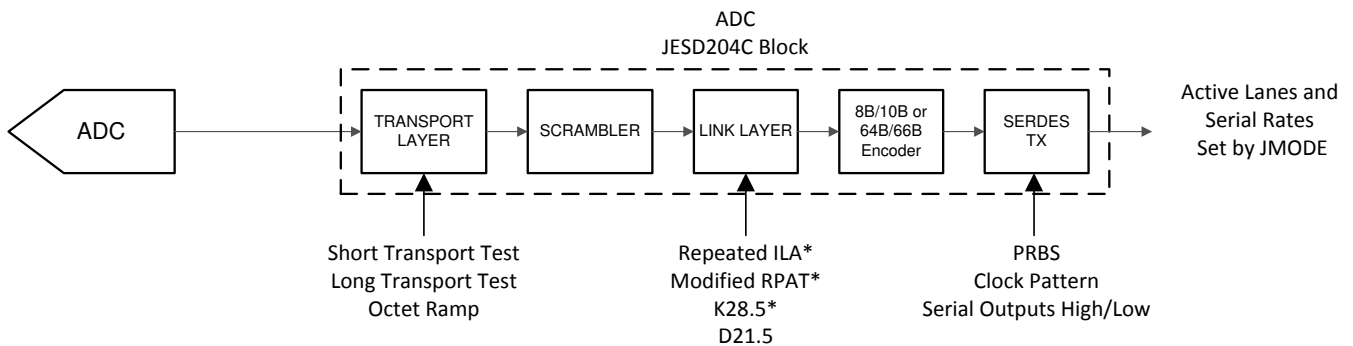 ADC
JESD204C Block
ADC
TRANSPORT
LAYER
SCRAMBLER
LINK LAYER
8B/10B or
64B/66B
Encoder
SERDES
TX
Active Lanes and
Serial Rates
Set by JMODE
Short Transport Test
Long Transport Test
Octet Ramp
Repeated ILA*
Modified RPAT*
K28.5*
D21.5
PRBS
Clock Pattern
Serial Outputs High/Low